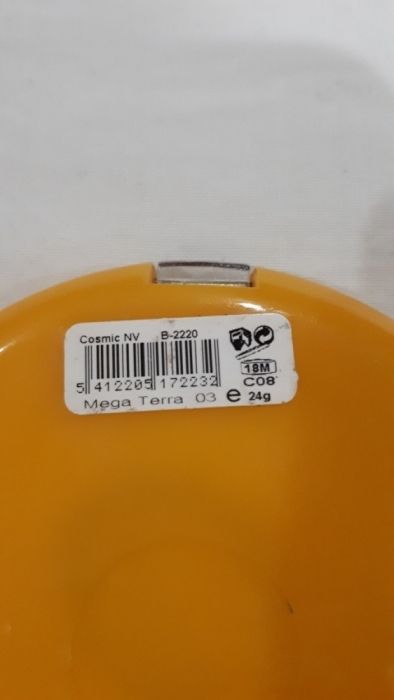 Cosmic NV B-2220
5 412205 172232
18M
C08
Mega Terra 03 e 24g